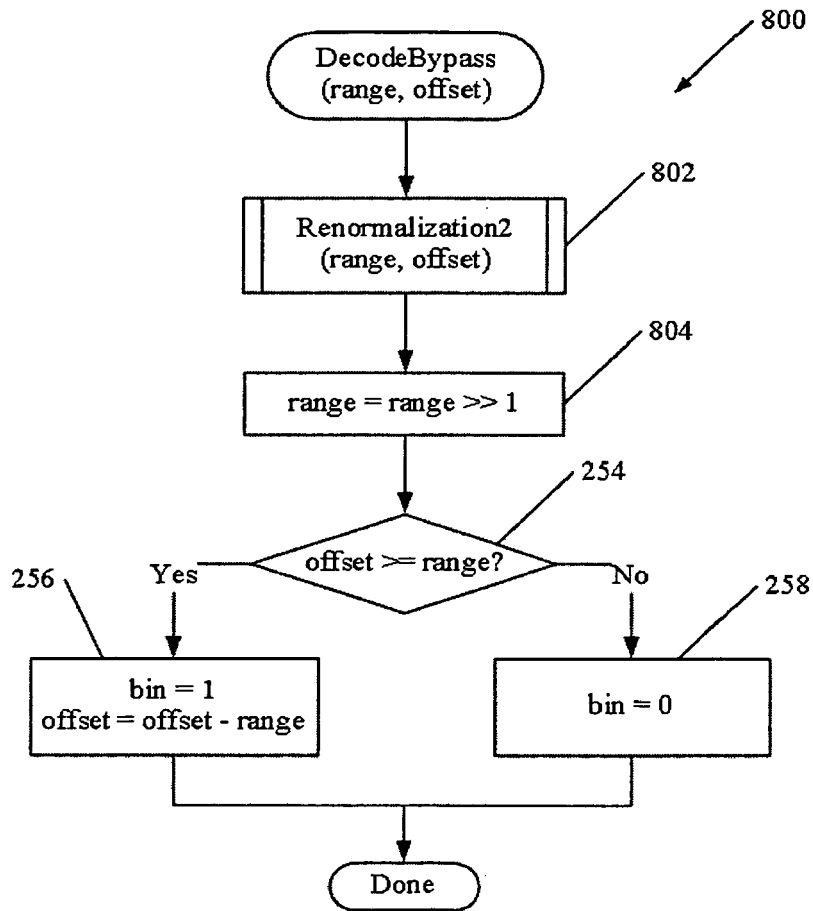 800
DecodeBypass
(range, offset)
802
Renormalization2
(range, offset)
804
range = range >> 1
254
offset >= range?
Yes
No
256
258
bin = 1
offset = offset - range
bin = 0
Done